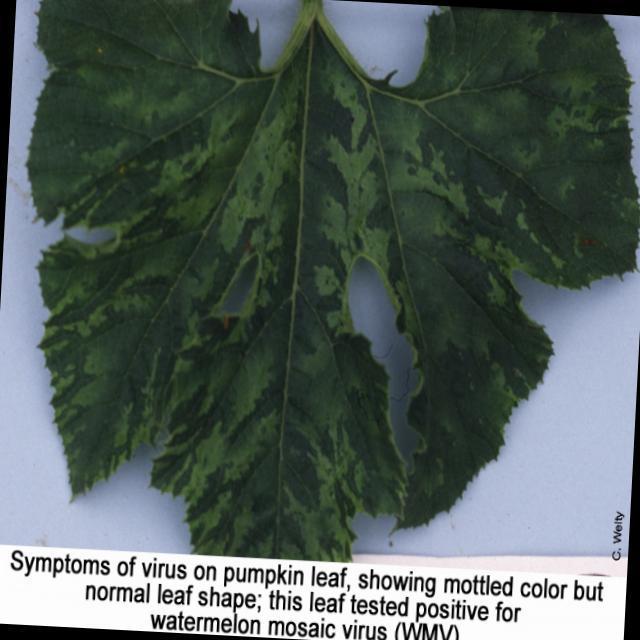 C. Welty
Symptoms of virus on pumpkin leaf, showing mottled color but
normal leaf shape; this leaf tested positive for
watermelon mosaic virus (WMV)